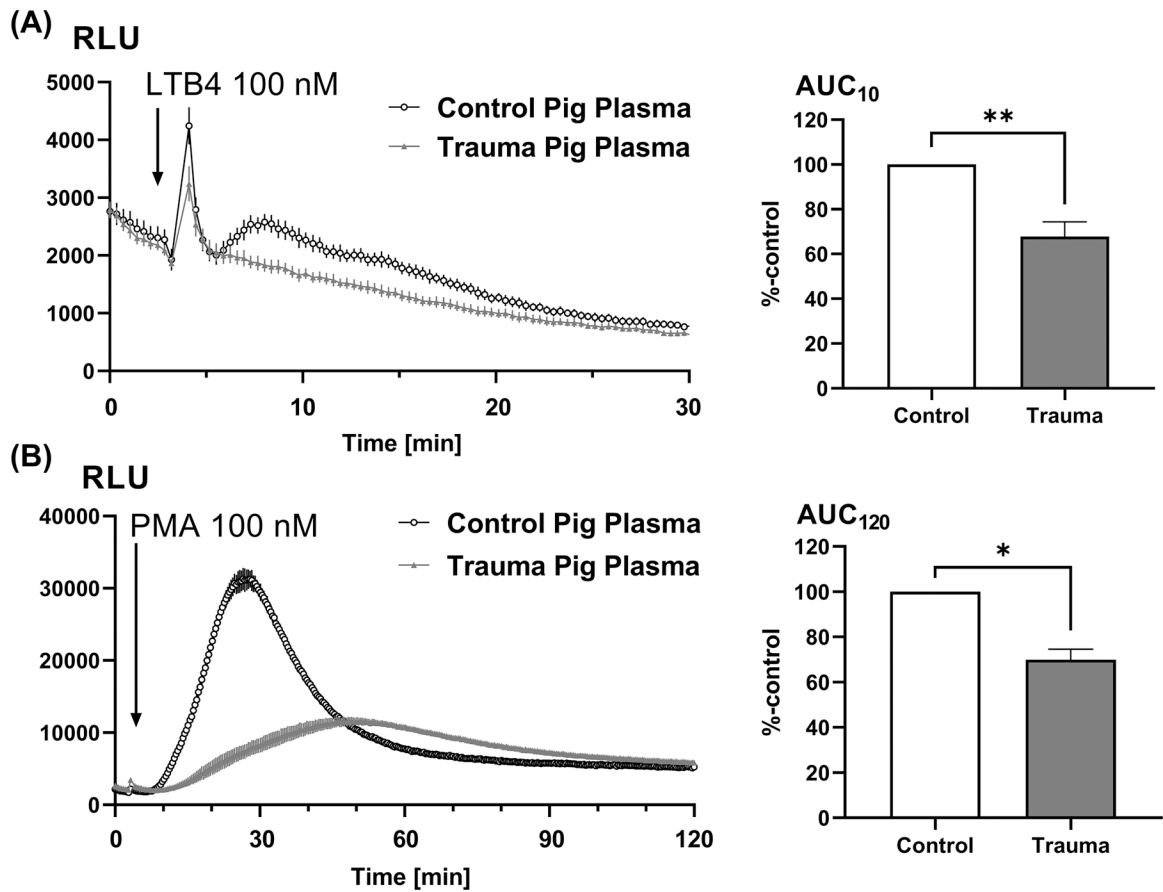 (A)
RLU
LTB4 100 nM
Control Pig Plasma
Trauma Pig Plasma
5000
4000
3000
2000
1000
0
0
10
20
30
Time [min]
AUC10
**
%-control
120
100
80
60
40
20
0
Control
Trauma
(B)
RLU
PMA 100 nM
Control Pig Plasma
Trauma Pig Plasma
40000
30000
20000
10000
0
0
30
60
90
120
Time [min]
AUC120
*
%-control
120
100
80
60
40
20
0
Control
Trauma